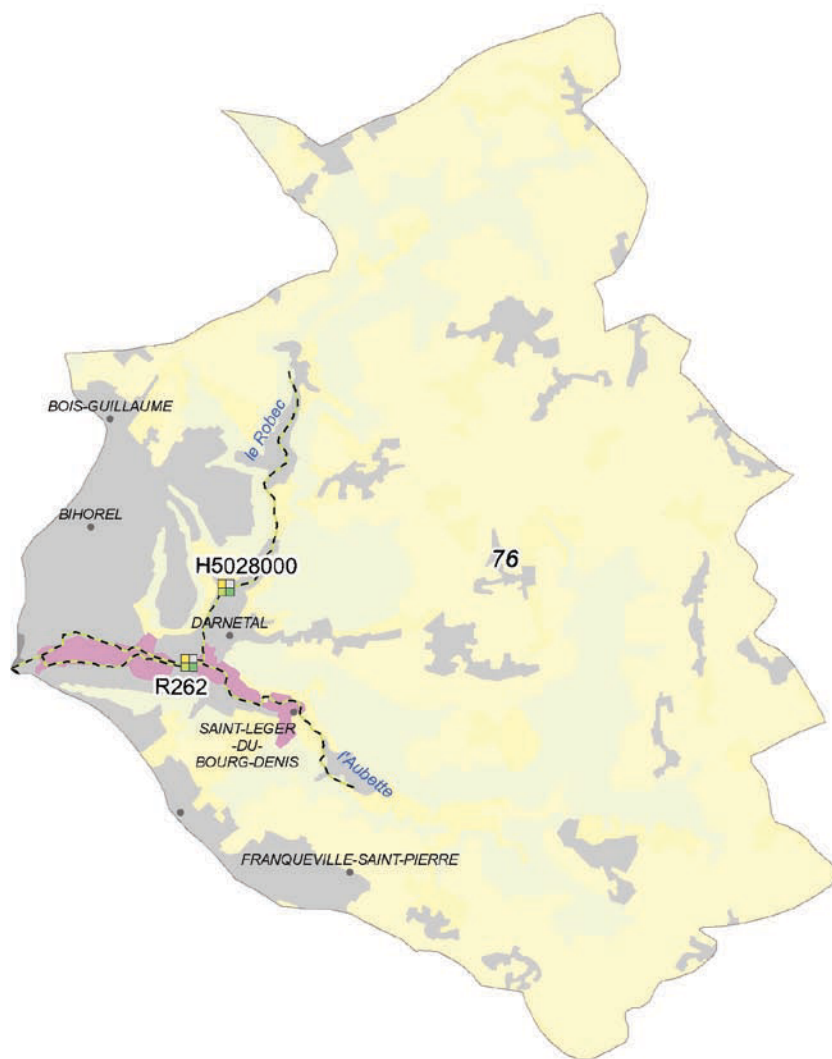 BOIS-GUILLAUME
le Robec
BIHOREL
76
H5028000
DARNETAL
R262
SAINT-LEGER
-DU-
BOURG-DENIS
l'Aubette
FRANQUEVILLE-SAINT-PIERRE